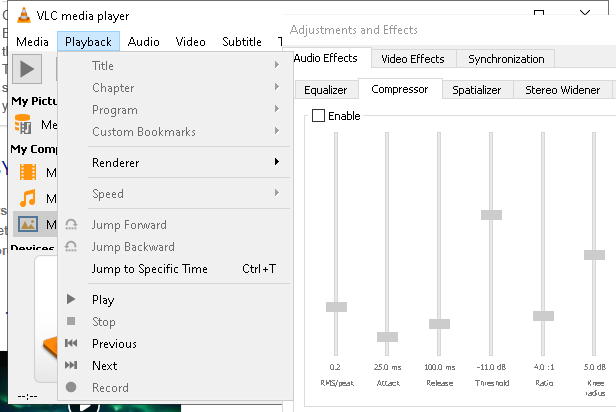 VLC media player
Media Playback Audio Video Subtitle T
Title
Chapter
Program
Custom Bookmarks
Renderer
Speed
Jump Forward
Jump Backward
Jump to Specific Time Ctrl+T
Play
Stop
Previous
Next
Record
My Pictu
Me
My Comp
M
M
M
Devices
--:--
Adjustments and Effects
Audio Effects Video Effects Synchronization
Equalizer Compressor Spatializer Stereo Widener
Enable
0.2 25.0 ms 100.0 ms -11.0 dB 4.0 :1 5.0 dB
RMS/peak Attack Release Threshold Ratio Knee
radius